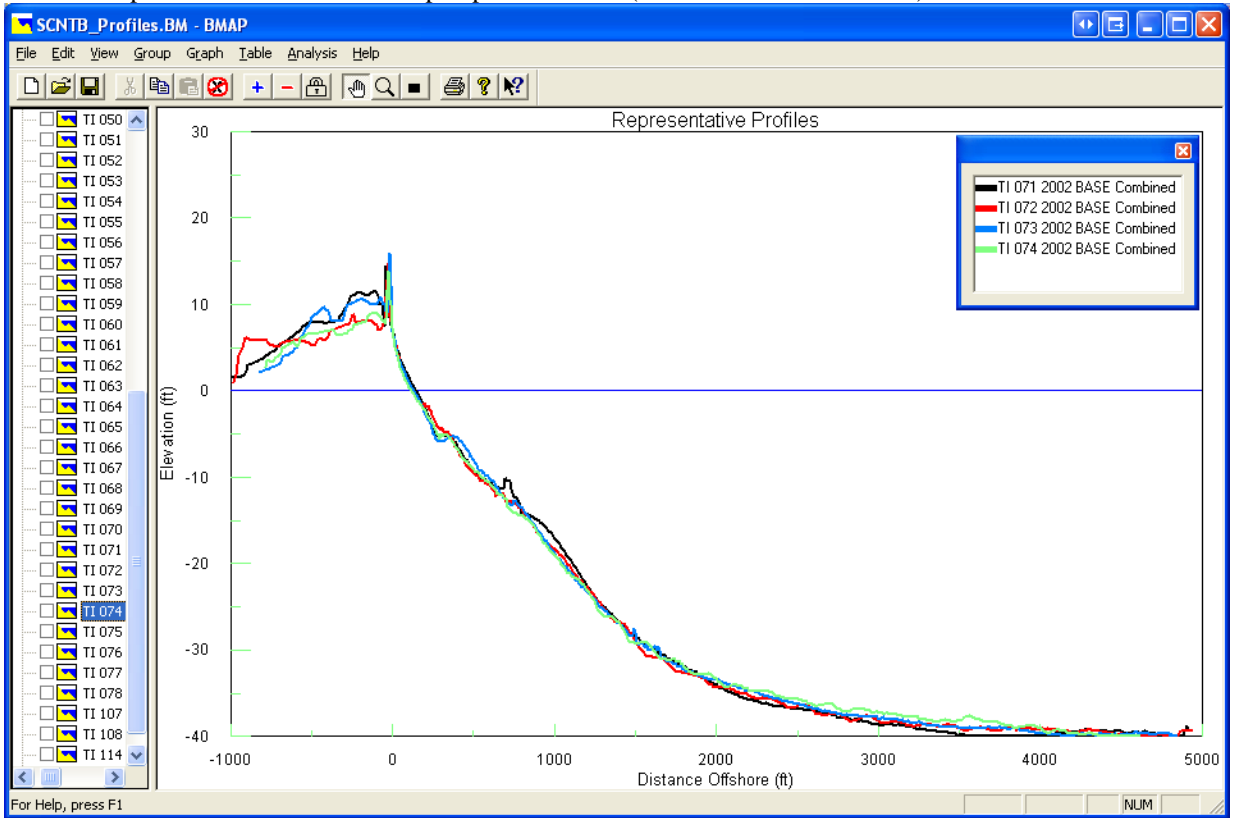 SCNTB_Profiles.BM - BMAP
File Edit View Group Graph Table Analysis Help
TI 050
TI 051
TI 052
TI 053
TI 054
TI 055
TI 056
TI 057
TI 058
TI 059
TI 060
TI 061
TI 062
TI 063
TI 064
TI 065
TI 066
TI 067
TI 068
TI 069
TI 070
TI 071
TI 072
TI 073
TI 074
TI 075
TI 076
TI 077
TI 078
TI 107
TI 108
TI 114
Representative Profiles
TI 071 2002 BASE Combined
TI 072 2002 BASE Combined
TI 073 2002 BASE Combined
TI 074 2002 BASE Combined
30
20
10
0
-10
-20
-30
-40
Elevation (ft)
-1000 0 1000 2000 3000 4000 5000
Distance Offshore (ft)
For Help, press F1
NUM